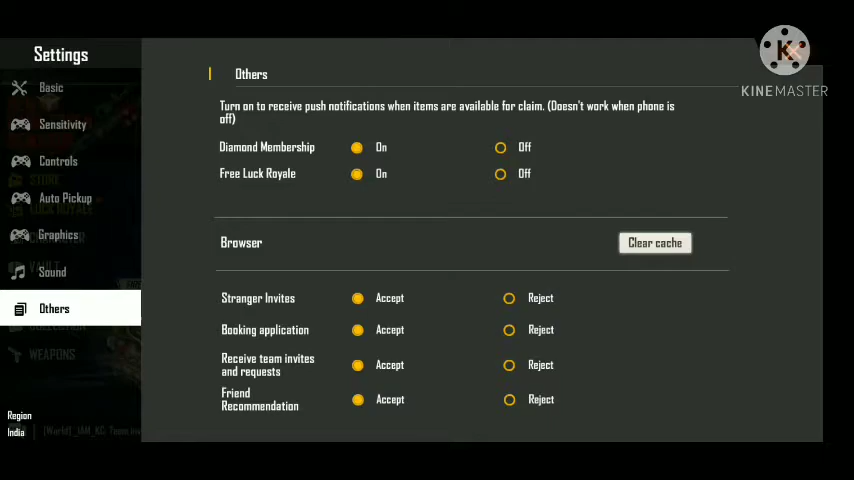 Settings
Basic
Sensitivity
Controls
Auto Pickup
Graphics
Sound
Others
WEAPONS
Region
India
[World]
Others
Turn on to receive push notifications when items are available for claim. (Doesn't work when phone is
off)
Diamond Membership On Off
Free Luck Royale On Off
Browser Clear cache
Stranger Invites Accept Reject
Booking application Accept Reject
Receive team invites
and requests Accept Reject
Friend
Recommendation Accept Reject
K
KINEMASTER